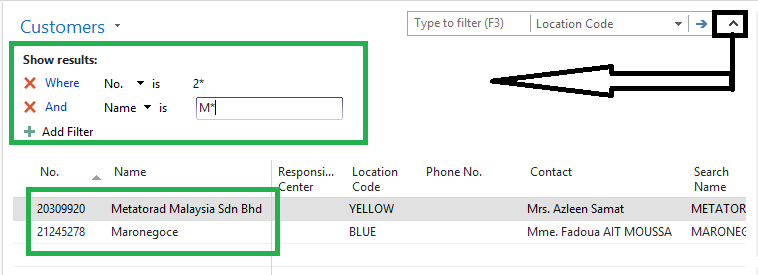 Customers
Type to filter (F3) Location Code
Show results:
Where No. is 2*
And Name is M*
Add Filter
No. Name Responsi... Center Location Code Phone No. Contact Search Name
20309920 Metatorad Malaysia Sdn Bhd YELLOW Mrs. Azleen Samat METATOR
21245278 Maronegoce BLUE Mme. Fadoua AIT MOUSSA MARONEG